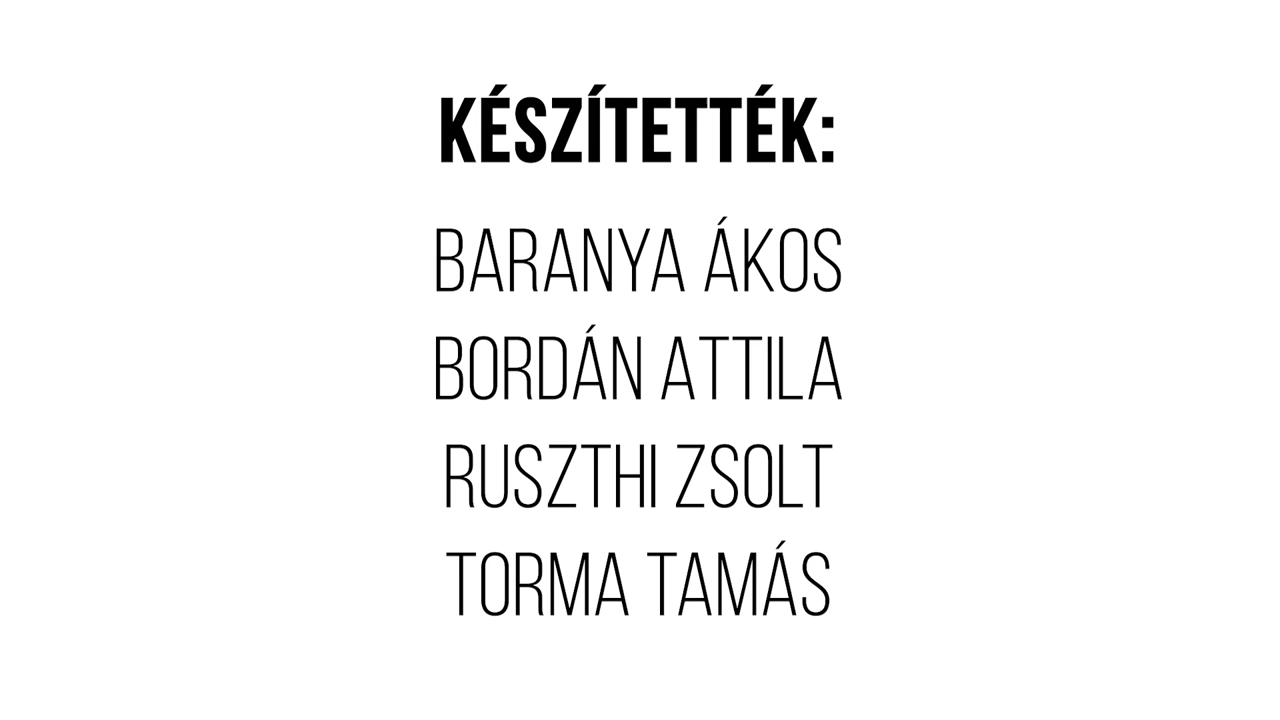 KÉSZÍTETTÉK:
BARANYA ÁKOS
BORDÁN ATTILA
RUSZTHI ZSOLT
TORMA TAMÁS